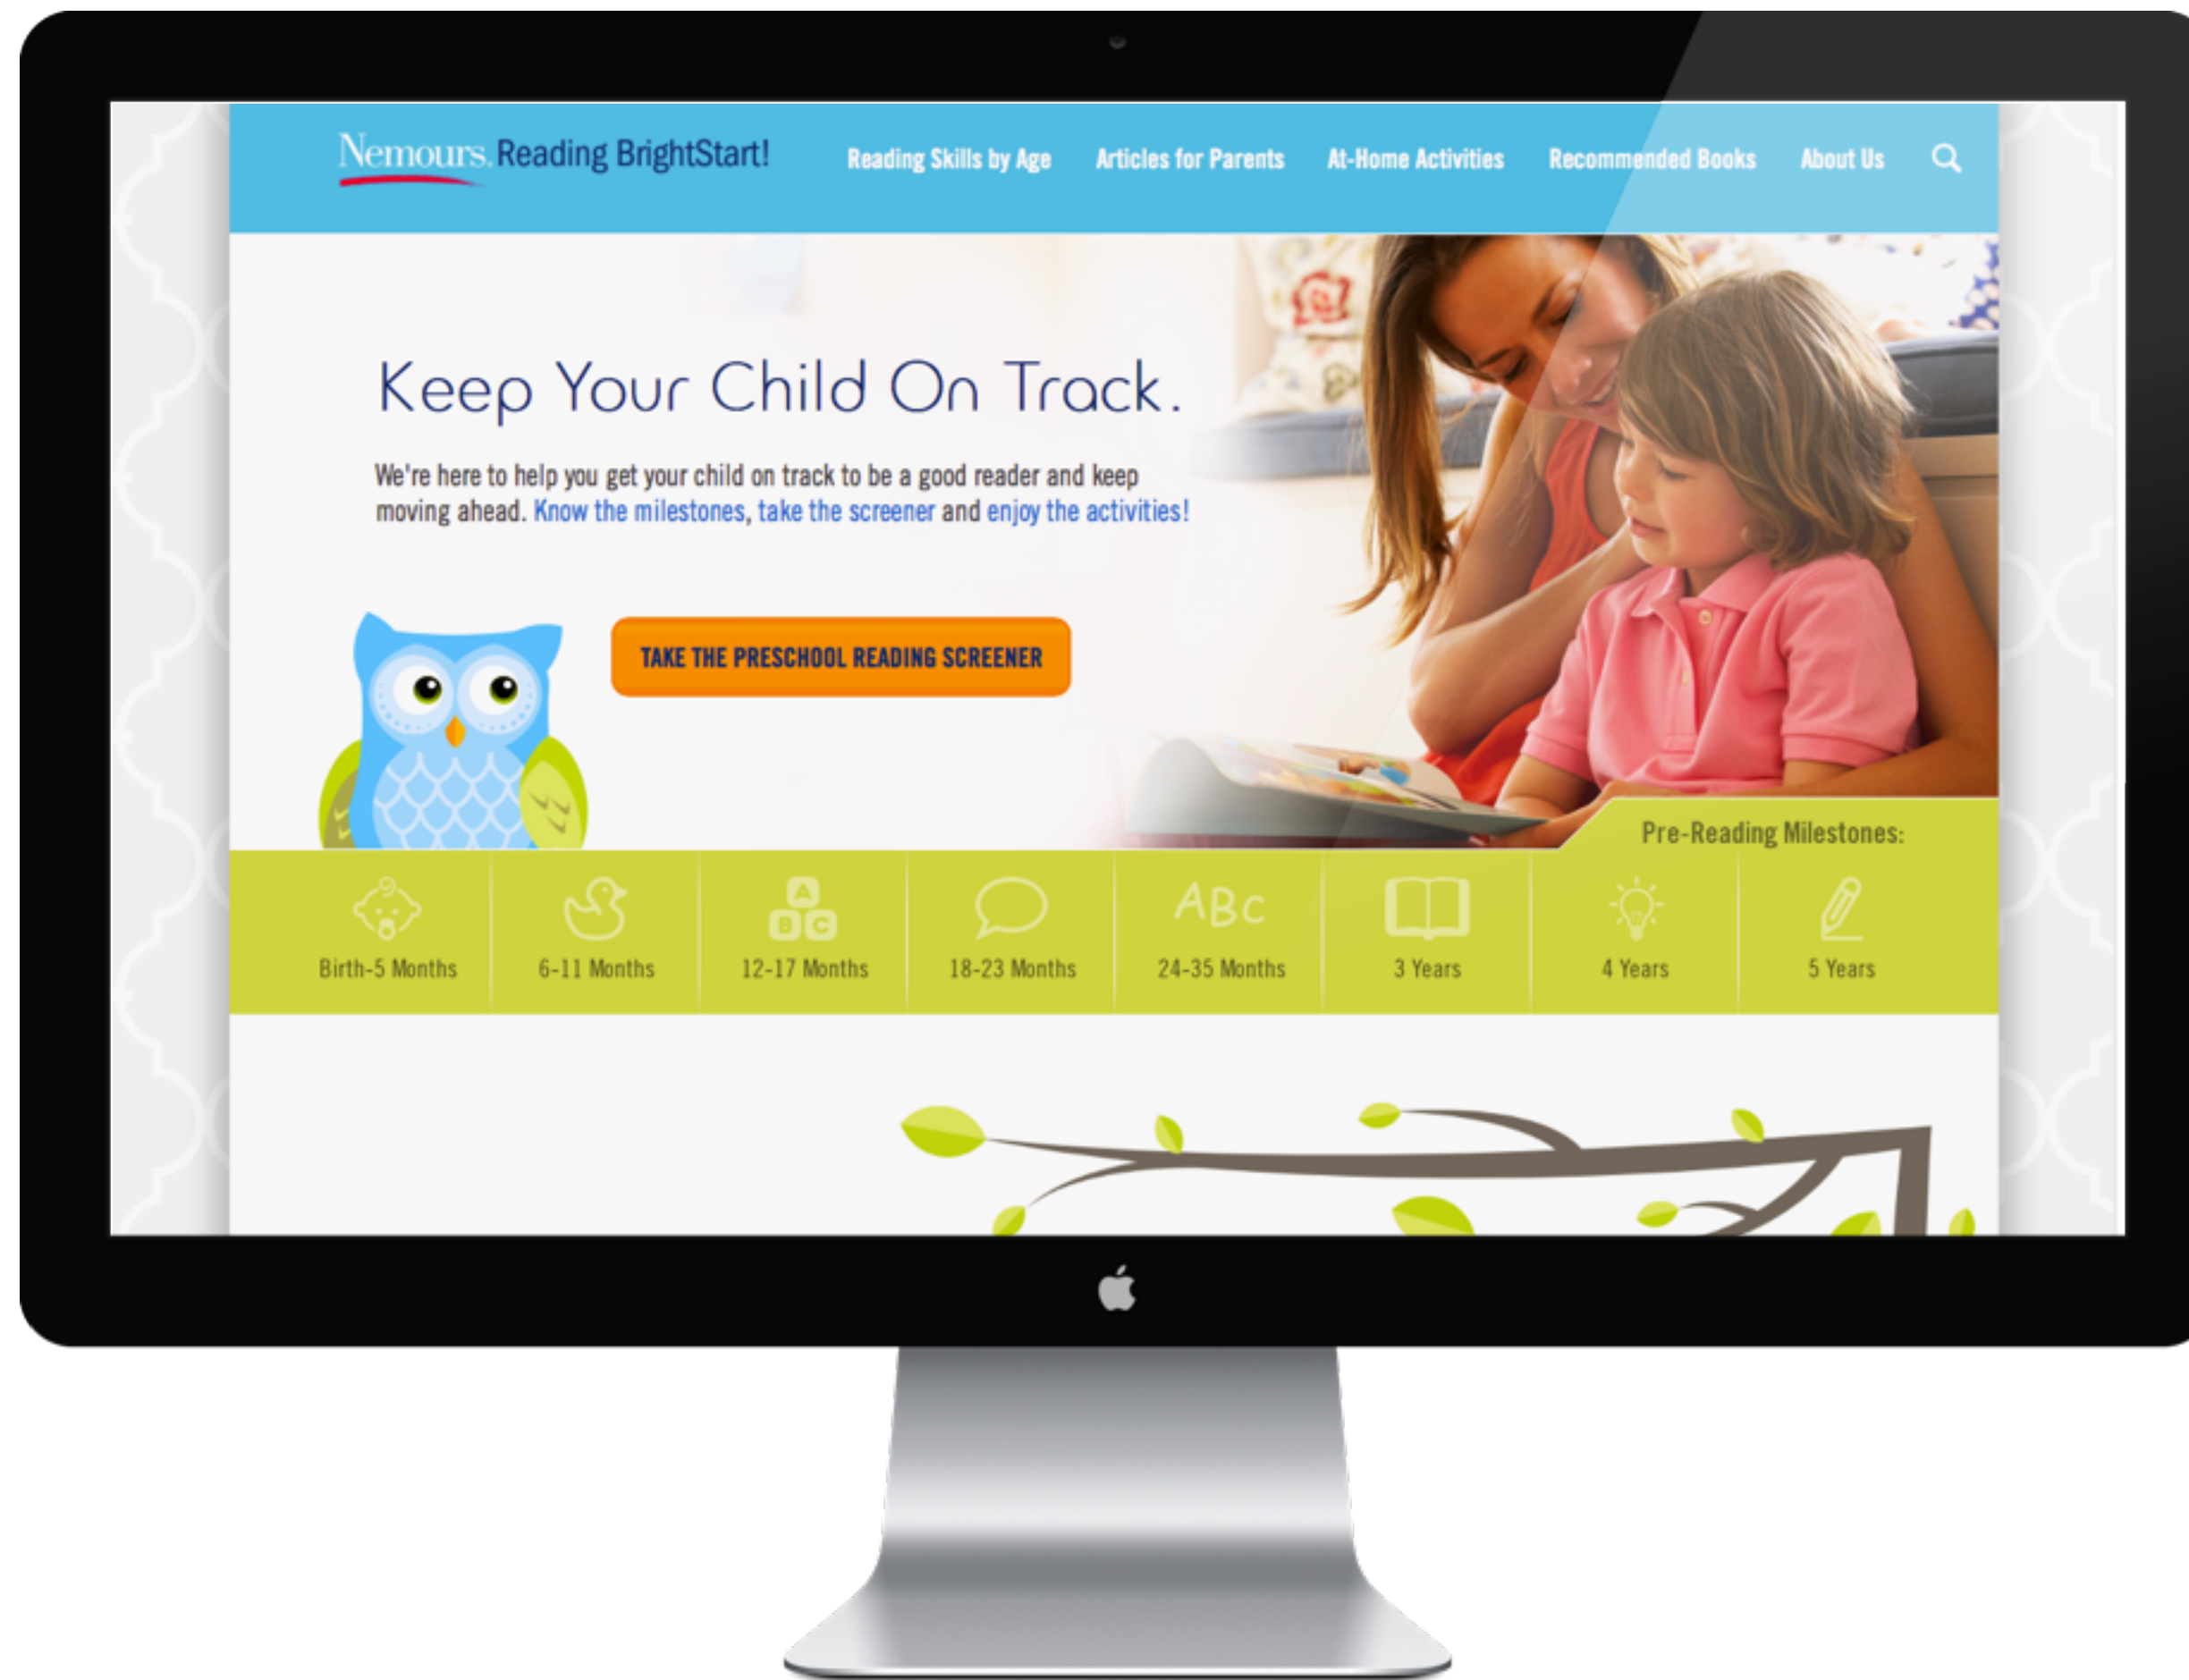 Nemours. Reading BrightStart!
Reading Skills by Age
Articles for Parents
At-Home Activities
Recommended Books
About Us
Keep Your Child On Track.
We're here to help you get your child on track to be a good reader and keep
moving ahead. Know the milestones, take the screener and enjoy the activities!
TAKE THE PRESCHOOL READING SCREENER
Pre-Reading Milestones:
A
B C
ABC
Birth-5 Months
6-11 Months
12-17 Months
18-23 Months
24-35 Months
3 Years
4 Years
5 Years